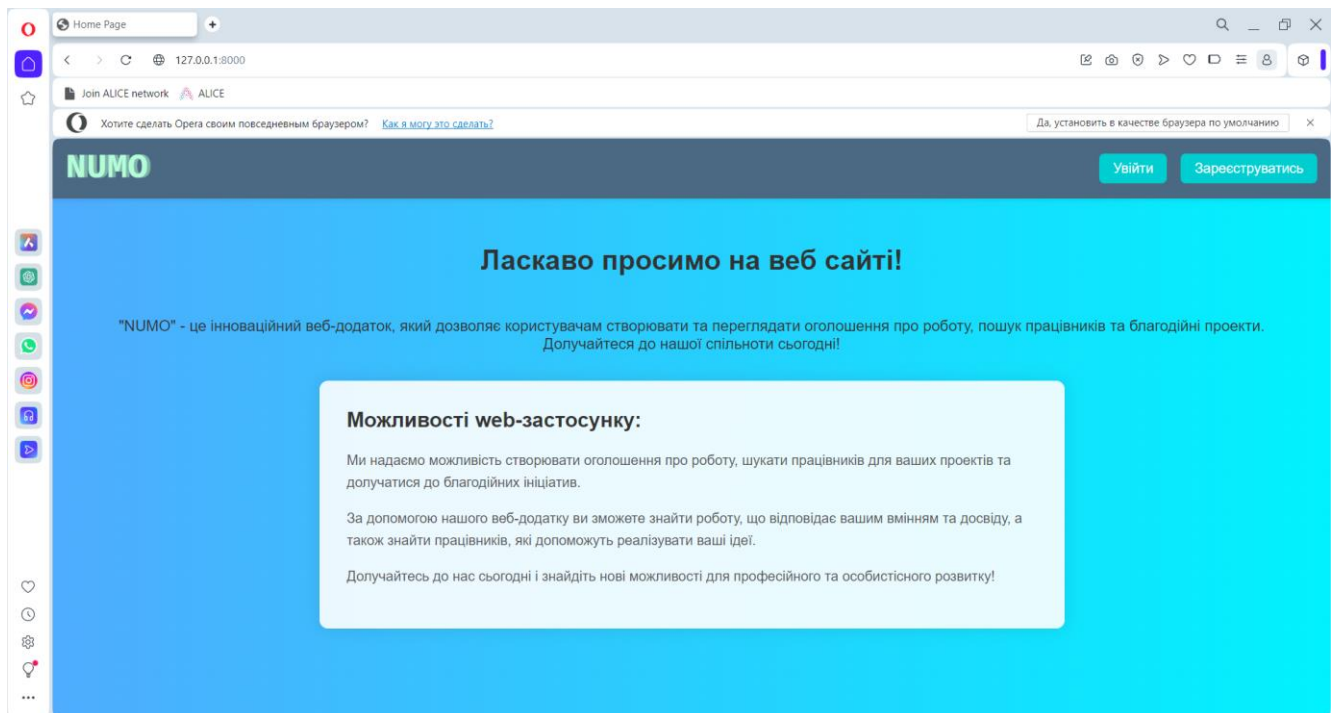 Home Page
127.0.0.1:8000
Join ALICE network ALICE
Хотите сделать Opera своим повседневным браузером? Как я могу это сделать? Да, установить в качестве браузера по умолчанию
NUMO Увійти Зареєструватись
Ласкаво просимо на веб сайті!
"NUMO" - це інноваційний веб-додаток, який дозволяє користувачам створювати та переглядати оголошення про роботу, пошук працівників та благодійні проекти.
Долучайтеся до нашої спільноти сьогодні!
Можливості web-застосунку:
Ми надаємо можливість створювати оголошення про роботу, шукати працівників для ваших проектів та
долучатися до благодійних ініціатив.
За допомогою нашого веб-додатку ви зможете знайти роботу, що відповідає вашим вмінням та досвіду, а
також знайти працівників, які допоможуть реалізувати ваші ідеї.
Долучайтесь до нас сьогодні і знайдіть нові можливості для професійного та особистісного розвитку!